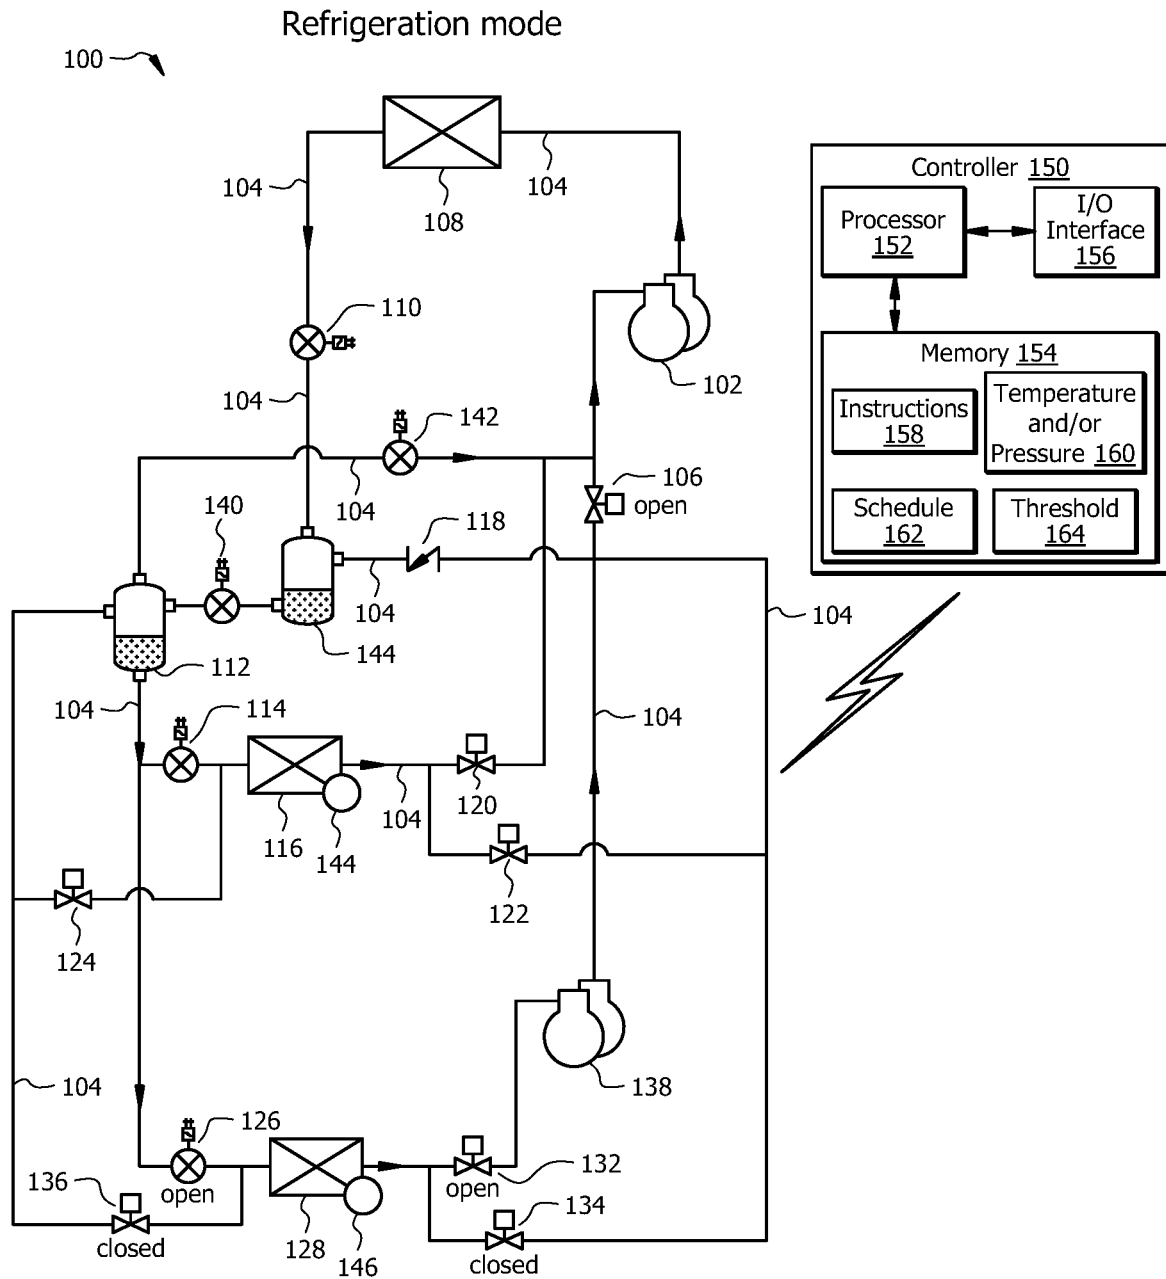 Refrigeration mode
100
104
108
104
Controller 150
Processor
152
I/O
Interface
156
110
102
104
Memory 154
Instructions
158
Temperature
and/or
Pressure 160
142
104
106
open
Schedule
162
Threshold
164
140
118
104
144
104
112
104
114
104
116
144
104
120
122
124
104
138
126
open
132
open
136
closed
128
146
134
closed